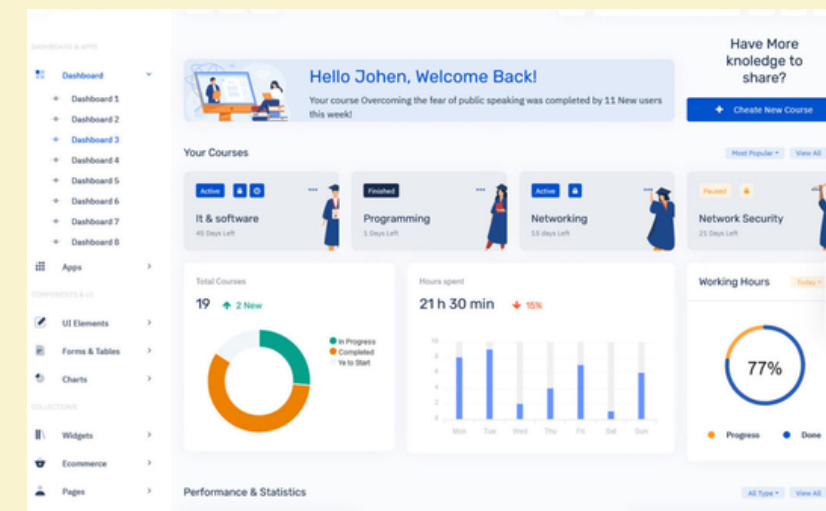 DASHBOARD & APPS
Dashboard
Dashboard 1
Dashboard 2
Dashboard 3
Dashboard 4
Dashboard 5
Dashboard 6
Dashboard 7
Dashboard 8
Apps
COMPONENTS & UI
UI Elements
Forms & Tables
Charts
COLLECTIONS
Widgets
Ecommerce
Pages
Hello Johen, Welcome Back!
Your course Overcoming the fear of public speaking was completed by 11 New users
this week!
Have More
knoledge to
share?
+ Cheate New Course
Your Courses
Most Popular
View All
Active
It & software
45 Days Left
Finished
Programming
1 Days Left
Active
Networking
15 days Left
Paused
Network Security
21 Days Left
Total Courses
19 2 New
In Progress
Completed
Ye to Start
Hours spent
21 h 30 min 15%
10
8
6
4
2
0
Mon Tue Wed Thu Fri Sat Sun
Working Hours
Today
77%
Progress Done
Performance & Statistics
All Type
View All